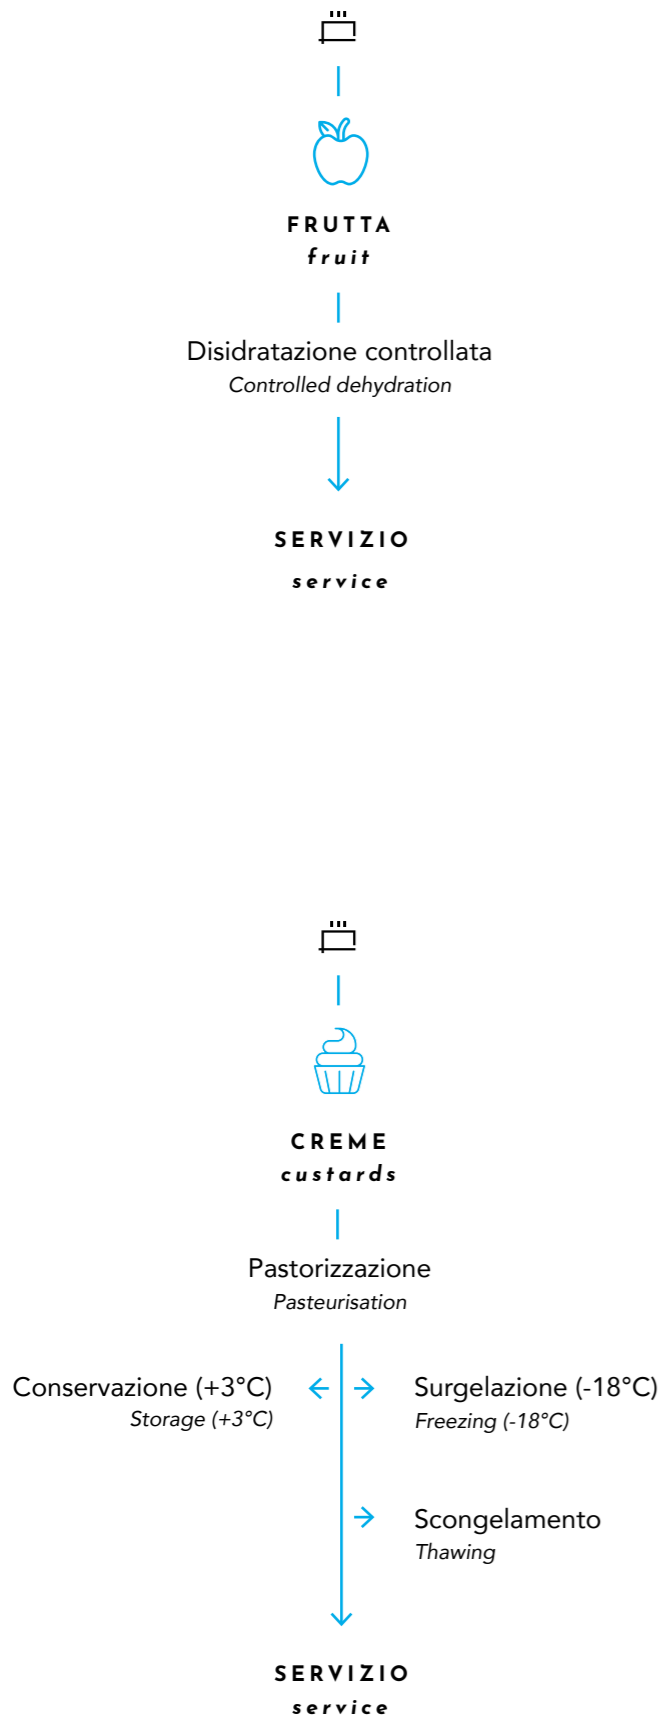 FRUTTA
fruit
Disidratazione controllata
Controlled dehydration
SERVIZIO
service
CREME
custards
Pastorizzazione
Pasteurisation
Conservazione (+3°C)
Storage (+3°C)
Surgelazione (-18°C)
Freezing (-18°C)
Scongelamento
Thawing
SERVIZIO
service